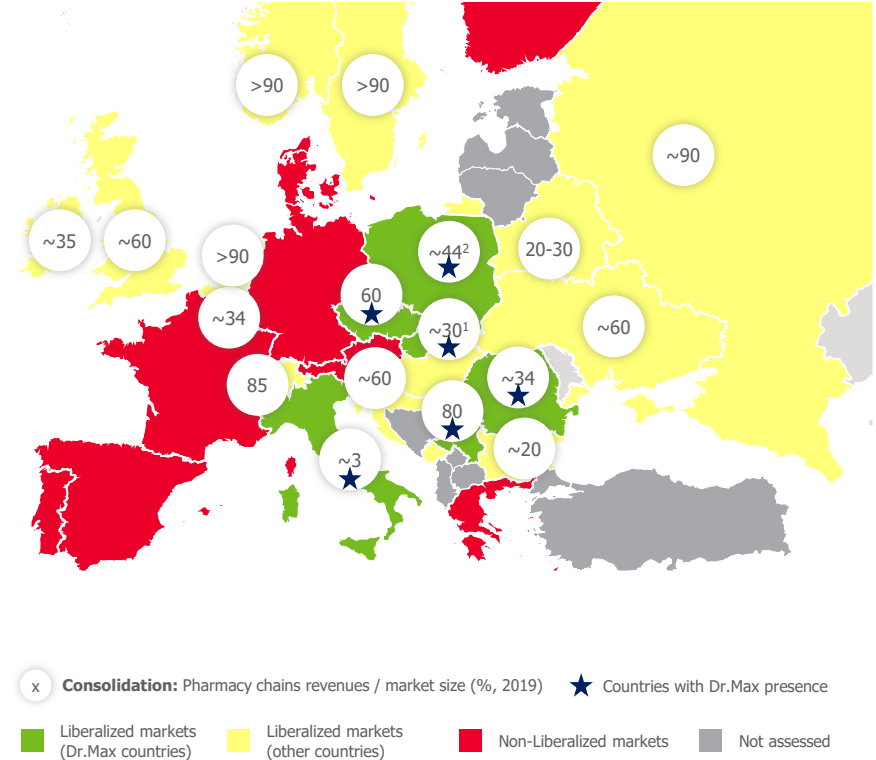 >90
>90
~90
~35
~60
>90
~44²
20-30
60
~34
~30¹
~60
85
~60
~34
80
~20
~3
x
Consolidation: Pharmacy chains revenues / market size (%, 2019)
Countries with Dr.Max presence
Liberalized markets
(Dr.Max countries)
Liberalized markets
(other countries)
Non-Liberalized markets
Not assessed